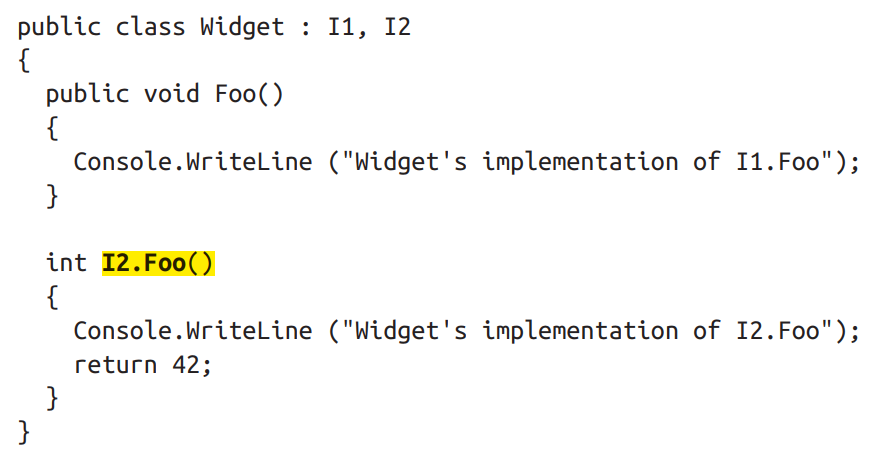 public class Widget : I1, I2
{
  public void Foo()
  {
    Console.WriteLine ("Widget's implementation of I1.Foo");
  }

  int I2.Foo()
  {
    Console.WriteLine ("Widget's implementation of I2.Foo");
    return 42;
  }
}